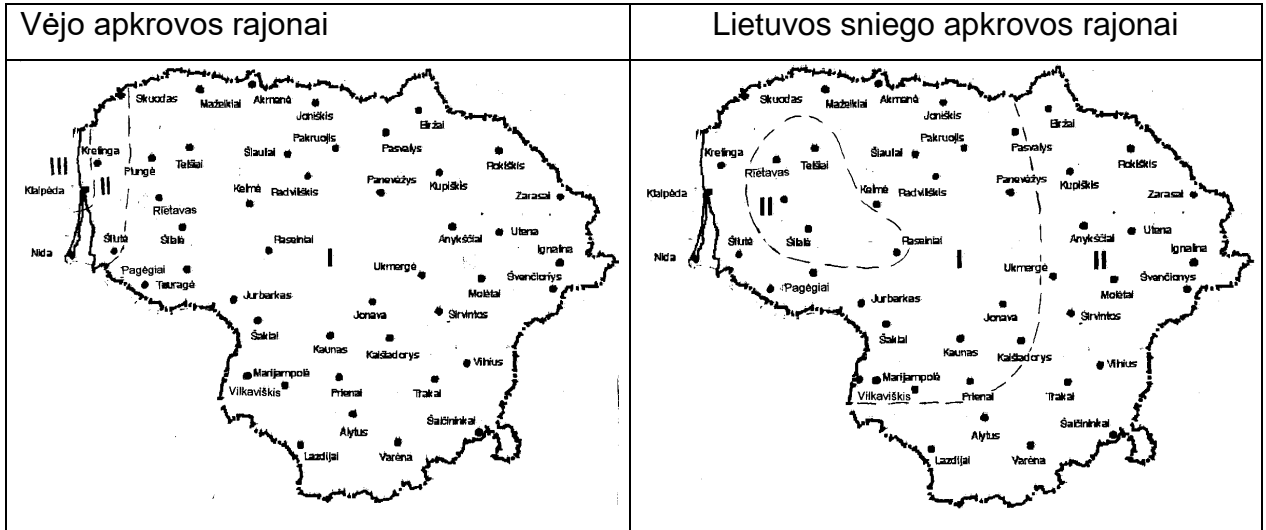 Vėjo apkrovos rajonai
Lietuvos sniego apkrovos rajonai
Skuodas
Mažeikiai
Akmenė
Joniškis
Biržai
Pakruojis
Pasvalys
Kretinga
Plungė
Telšiai
Šiauliai
Rokiškis
III
II
Klaipėda
Kelmė
Radviliškis
Panevėžys
Kupiškis
Zarasai
Rietavas
Šilutė
Šilalė
Raseiniai
Anykščiai
Utena
Nida
I
Ignalina
Pagėgiai
Tauragė
Ukmergė
Molėtai
Švenčionys
Jurbarkas
Jonava
Širvintos
Šakiai
Kaunas
Kaišiadorys
Vilnius
Marijampolė
Vilkaviškis
Prienai
Trakai
Alytus
Šalčininkai
Lazdijai
Varėna
Skuodas
Mažeikiai
Akmenė
Joniškis
Biržai
Pakruojis
Pasvalys
Kretinga
Telšiai
Šiauliai
Rokiškis
Rietavas
Kelmė
Radviliškis
Panevėžys
Kupiškis
Klaipėda
Zarasai
II
Šilutė
Šilalė
Raseiniai
Anykščiai
Utena
Nida
I
II
Ignalina
Pagėgiai
Ukmergė
Molėtai
Švenčionys
Jurbarkas
Jonava
Širvintos
Šakiai
Kaunas
Kaišiadorys
Vilnius
Marijampolė
Vilkaviškis
Prienai
Trakai
Alytus
Šalčininkai
Lazdijai
Varėna